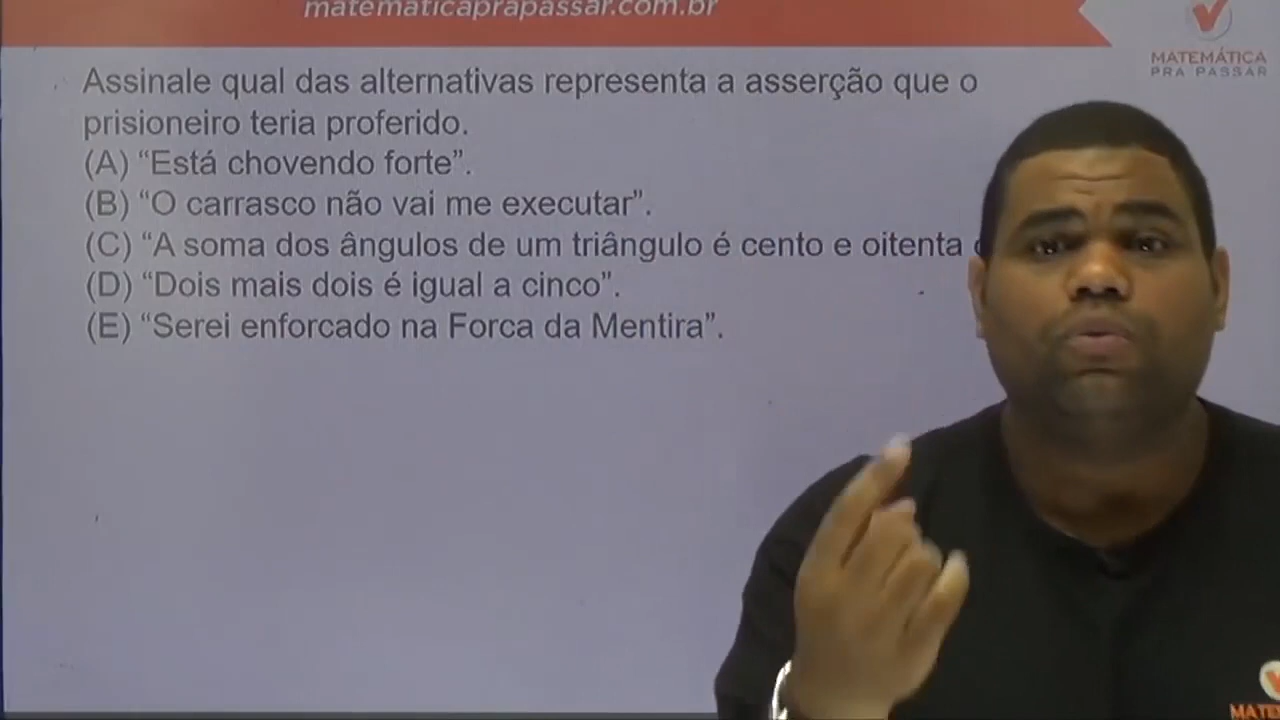 matematicaprapassar.com.br
MATEMÁTICA
PRA PASSAR
Assinale qual das alternativas representa a asserção que o
prisioneiro teria proferido.
(A) “Está chovendo forte”.
(B) “O carrasco não vai me executar”.
(C) “A soma dos ângulos de um triângulo é cento e oitenta
(D) “Dois mais dois é igual a cinco”.
(E) “Serei enforcado na Forca da Mentira”.